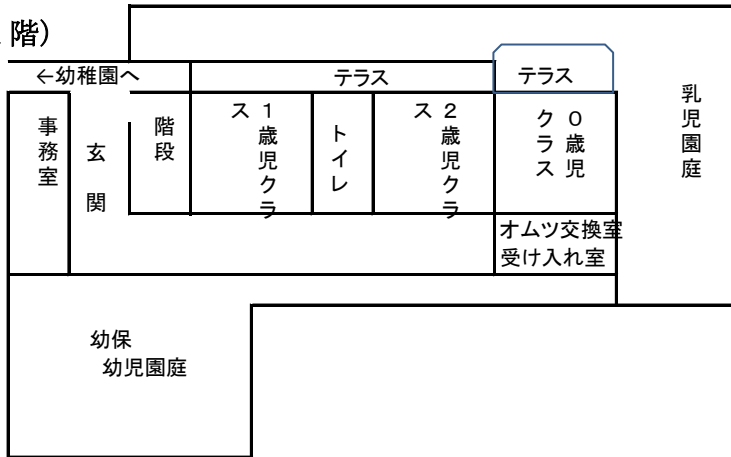 階）
←幼稚園へ
テラス
テラス
事務室
玄関
階段
１歳児クラス
トイレ
２歳児クラス
０歳児
クラス
乳児園庭
オムツ交換室
受け入れ室
幼保
幼児園庭